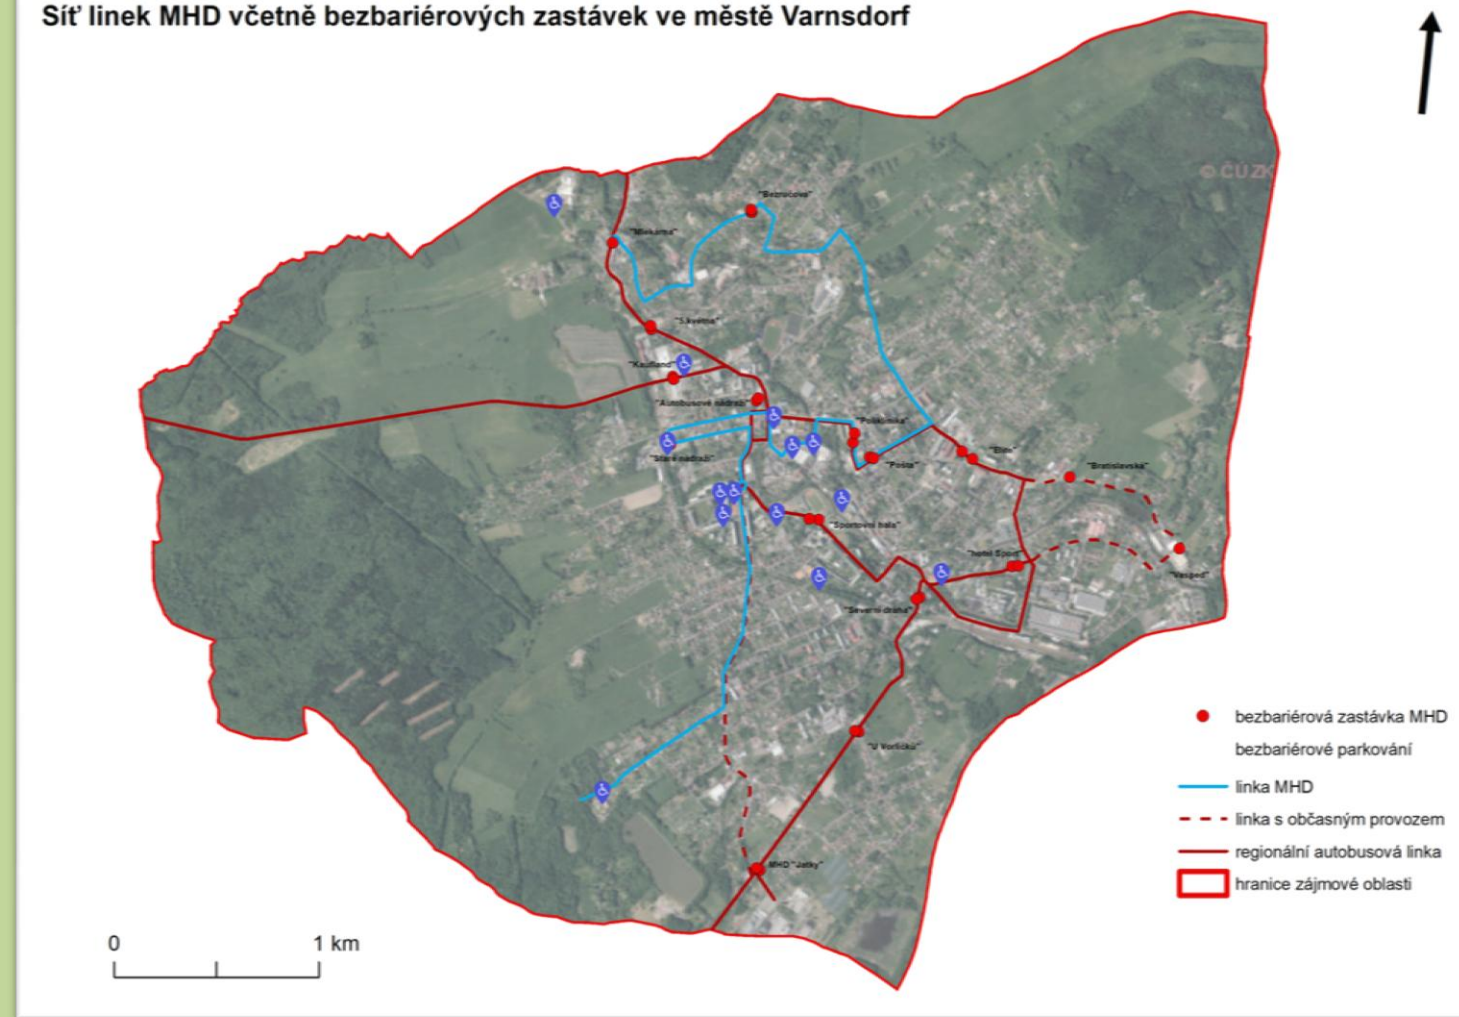 Síť linek MHD včetně bezbariérových zastávek ve městě Varnsdorf
© ČÚZK
"Bezručova"
"Mlékárna"
"5.května"
"Kaufland"
"Autobusové nádraží"
"Poliklinika"
"Staré nádraží"
"Pošta"
"Elite"
"Bratislavská"
"Sportovní hala"
"hotel Sport"
"Vasped"
"Severní dráha"
"U Vorlíčků"
MHD "Jatky"
bezbariérová zastávka MHD
bezbariérové parkování
linka MHD
linka s občasným provozem
regionální autobusová linka
hranice zájmové oblasti
0 1 km